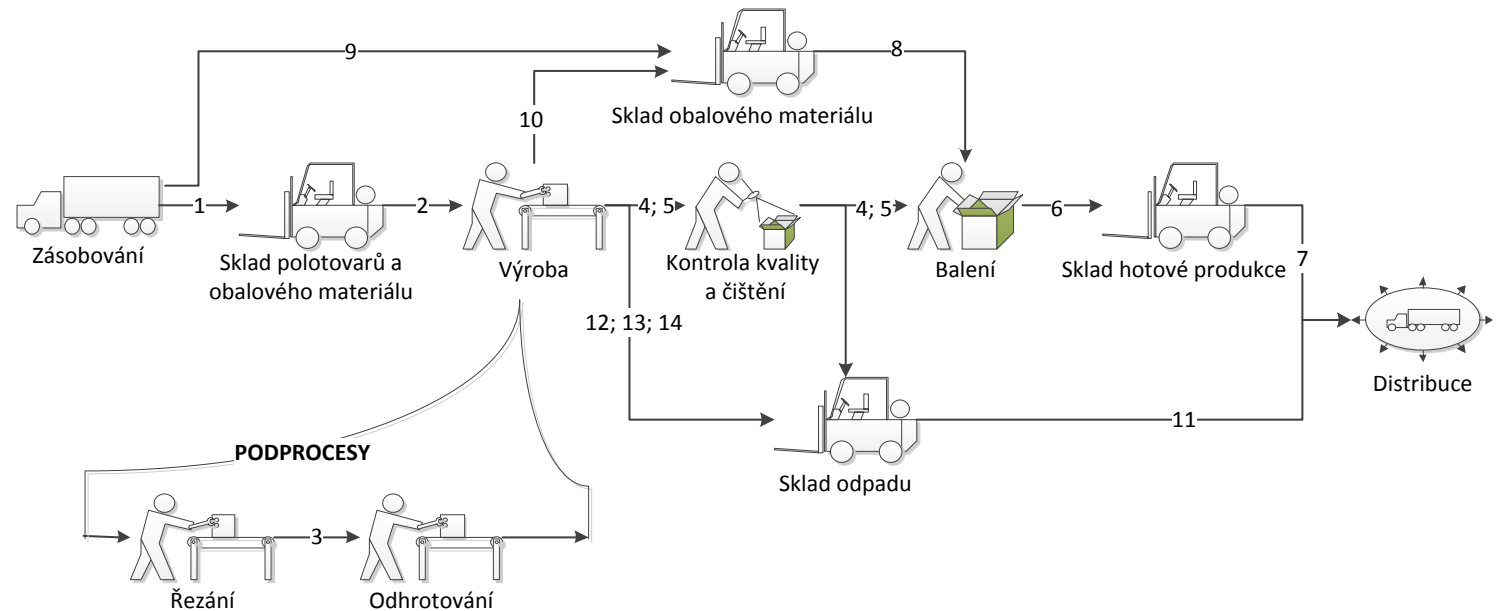 9
8
Sklad obalového materiálu
10
1
2
4; 5
4; 5
6
7
Zásobování
Sklad polotovarů a
obalového materiálu
Výroba
Kontrola kvality
a čištění
Balení
Sklad hotové produkce
12; 13; 14
Distribuce
11
PODPROCESY
Sklad odpadu
3
Řezání
Odhrotování